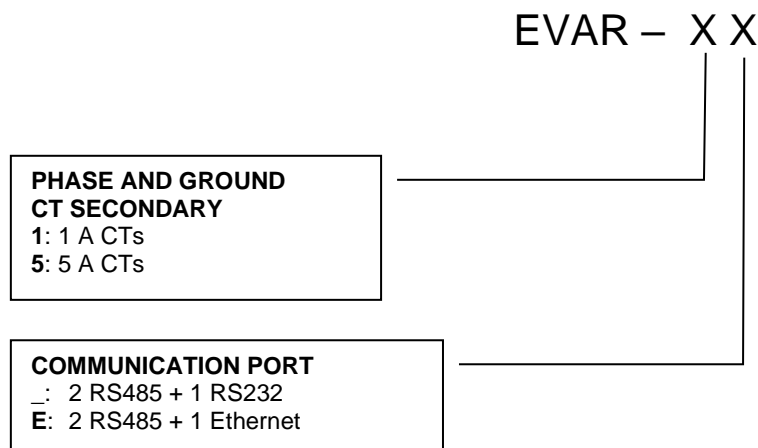 EVAR – X X
PHASE AND GROUND
CT SECONDARY
1: 1 A CTs
5: 5 A CTs
COMMUNICATION PORT
_: 2 RS485 + 1 RS232
E: 2 RS485 + 1 Ethernet